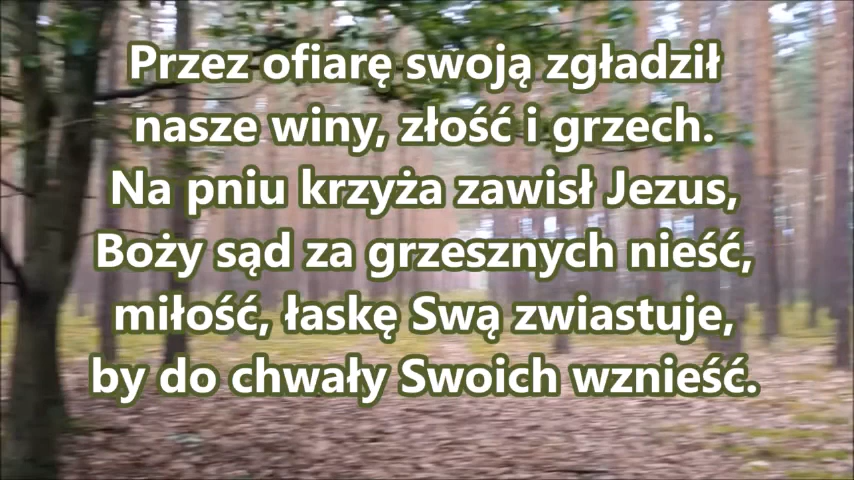 Przez ofiarę swoją zgładził
nasze winy, złość i grzech.
Na pniu krzyża zawisł Jezus,
Boży sąd za grzesznych nieść,
miłość, łaskę Swą zwiastuje,
by do chwały Swoich wznieść.